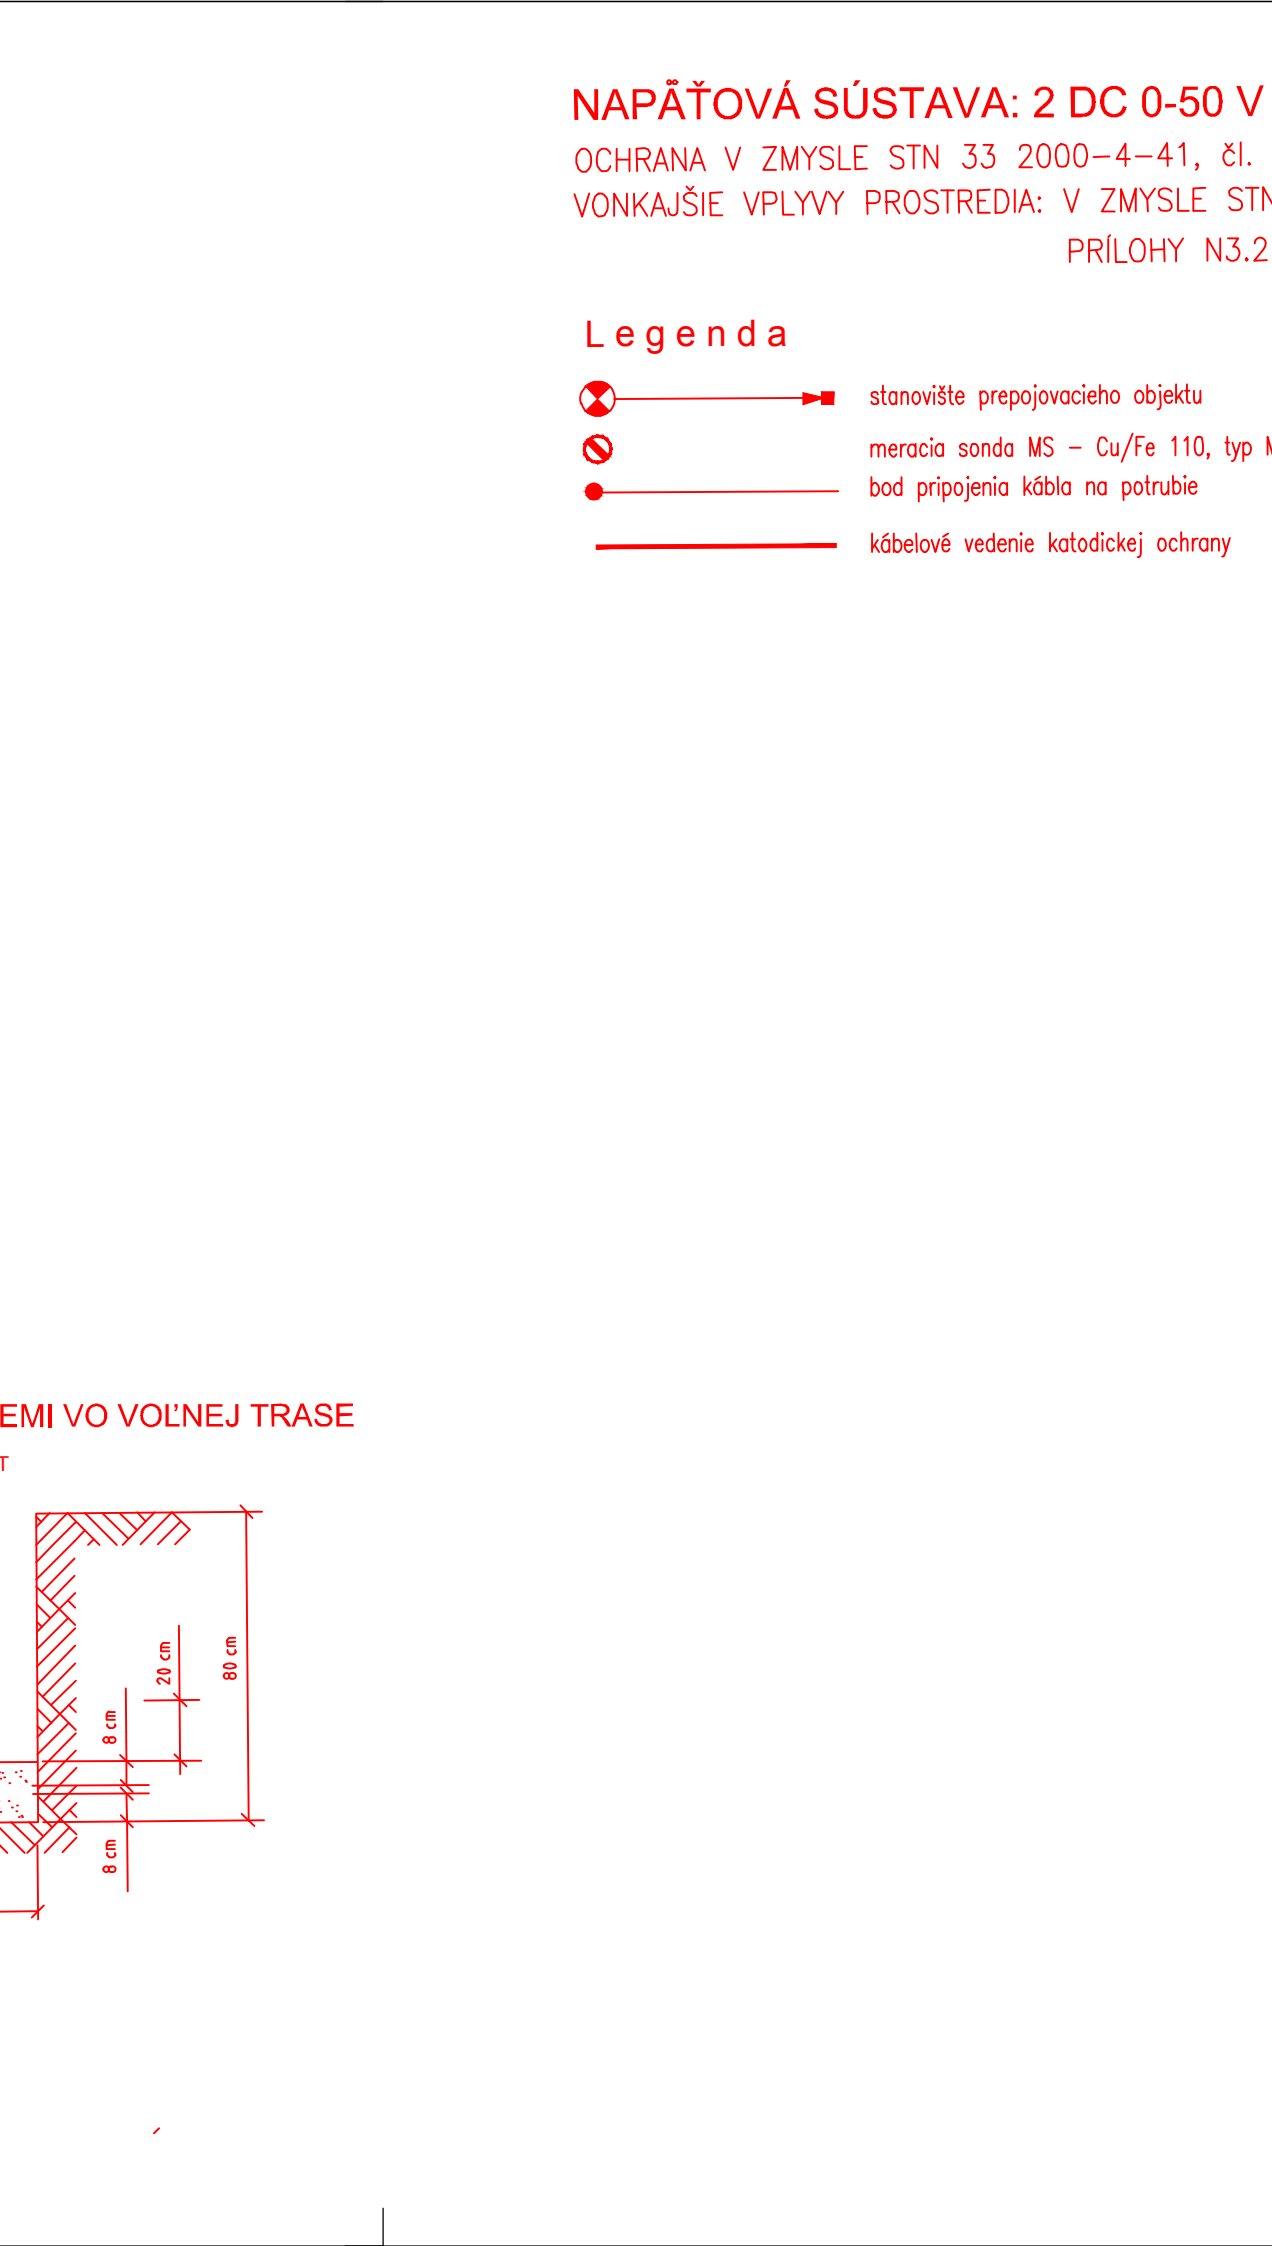 NAPÄŤOVÁ SÚSTAVA: 2 DC 0-50 V
OCHRANA V ZMYSLE STN 33 2000-4-41, čl.
VONKAJŠIE VPLYVY PROSTREDIA: V ZMYSLE STN
PRÍLOHY N3.2
Legenda
stanovište prepojovacieho objektu
meracia sonda MS - Cu/Fe 110, typ M
bod pripojenia kábla na potrubie
kábelové vedenie katodickej ochrany
EMI VO VOĽNEJ TRASE
T
20 cm
80 cm
8 cm
8 cm